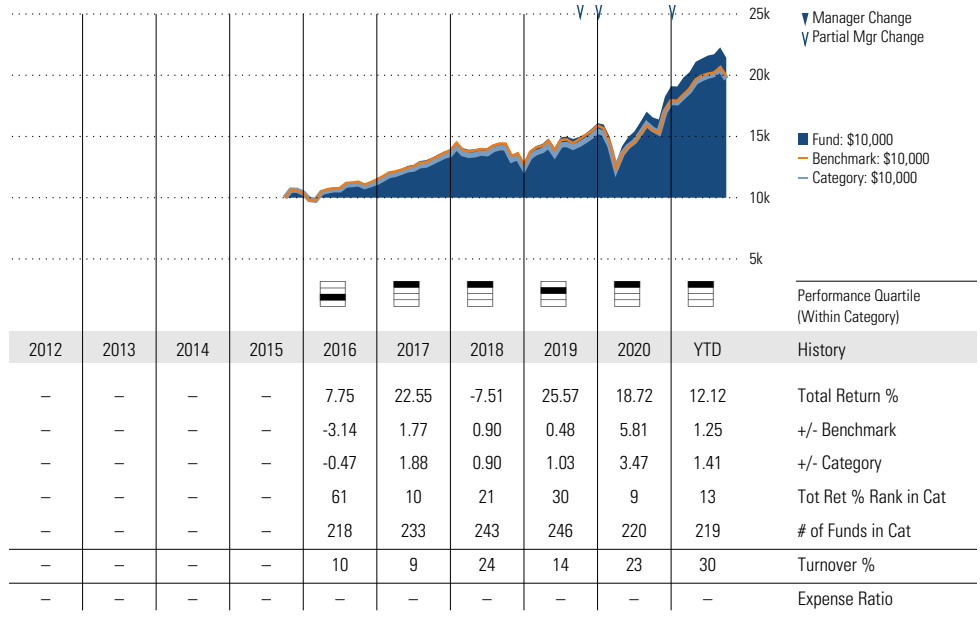 25k
Manager Change
Partial Mgr Change
20k
15k
Fund: $10,000
Benchmark: $10,000
Category: $10,000
10k
5k
Performance Quartile
(Within Category)
2012 2013 2014 2015 2016 2017 2018 2019 2020 YTD History
– – – – 7.75 22.55 -7.51 25.57 18.72 12.12 Total Return %
– – – – -3.14 1.77 0.90 0.48 5.81 1.25 +/- Benchmark
– – – – -0.47 1.88 0.90 1.03 3.47 1.41 +/- Category
– – – – 61 10 21 30 9 13 Tot Ret % Rank in Cat
– – – – 218 233 243 246 220 219 # of Funds in Cat
– – – – 10 9 24 14 23 30 Turnover %
– – – – – – – – – – Expense Ratio